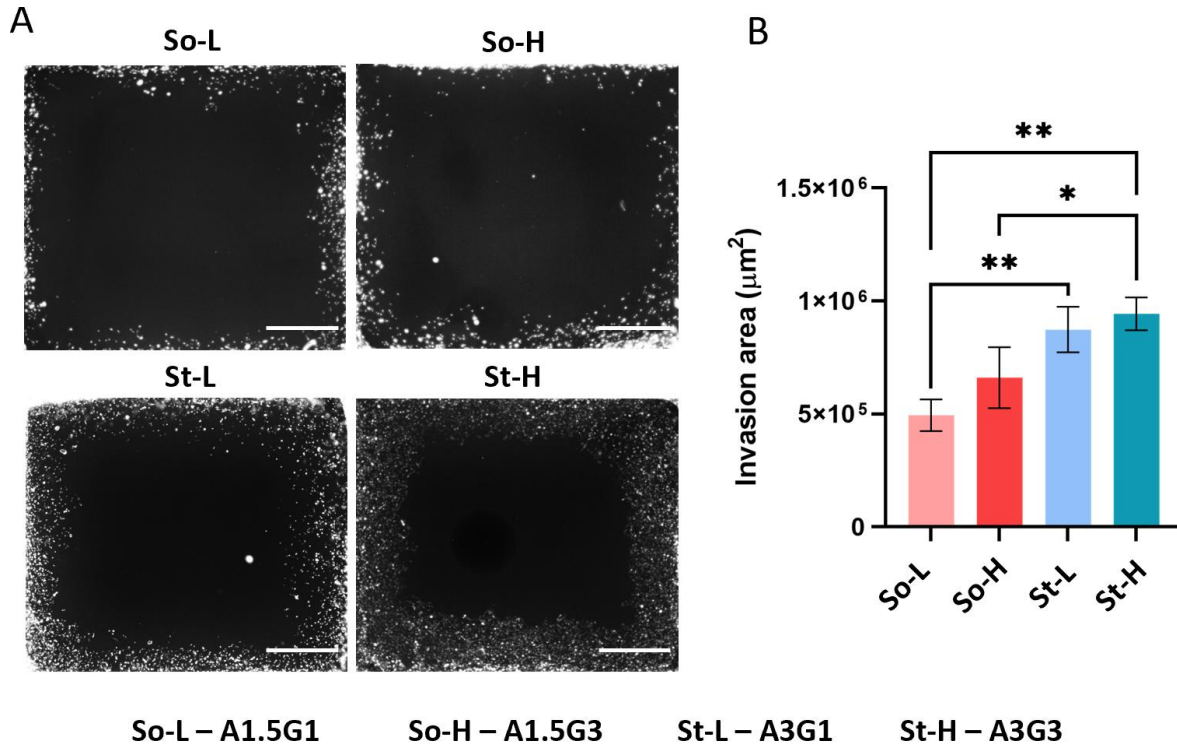 A
So-L
So-H
St-L
St-H
B
**
*
**
1.5×10⁶
1×10⁶
5×10⁵
0
Invasion area (μm²)
So-L
So-H
St-L
St-H
So-L – A1.5G1 So-H – A1.5G3 St-L – A3G1 St-H – A3G3